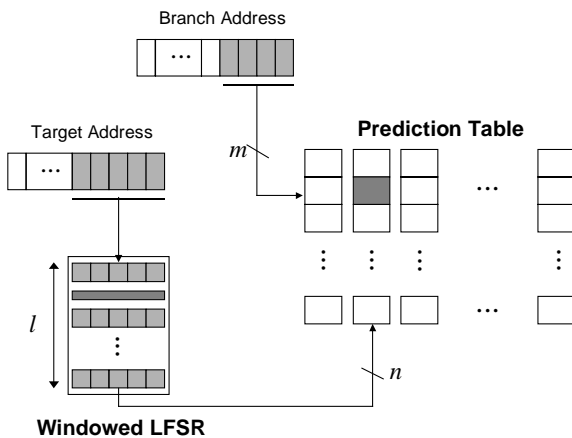 Branch Address
...
Target Address
...
m
Prediction Table
...
l
n
...
Windowed LFSR